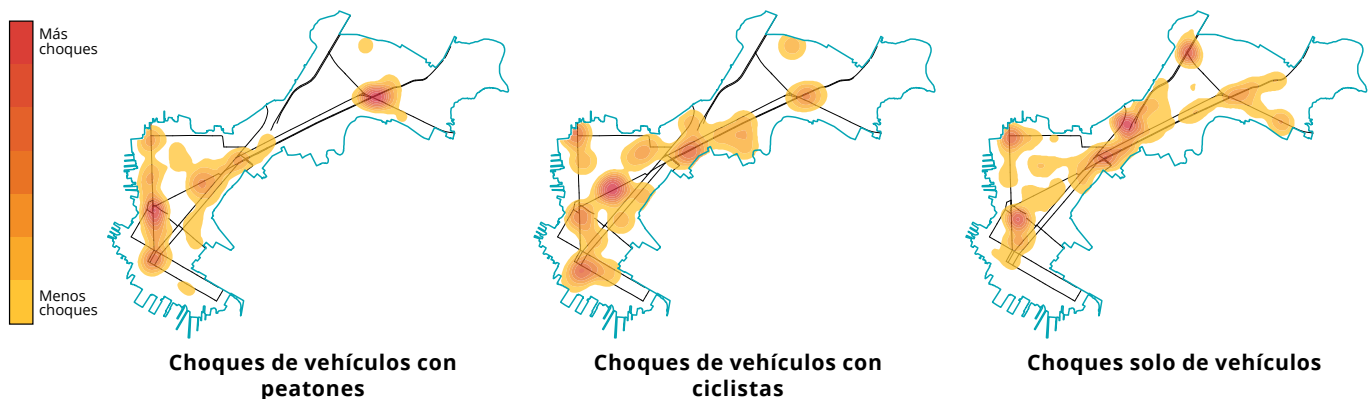 Más
choques
Menos
choques
Choques de vehículos con
peatones
Choques de vehículos con
ciclistas
Choques solo de vehículos